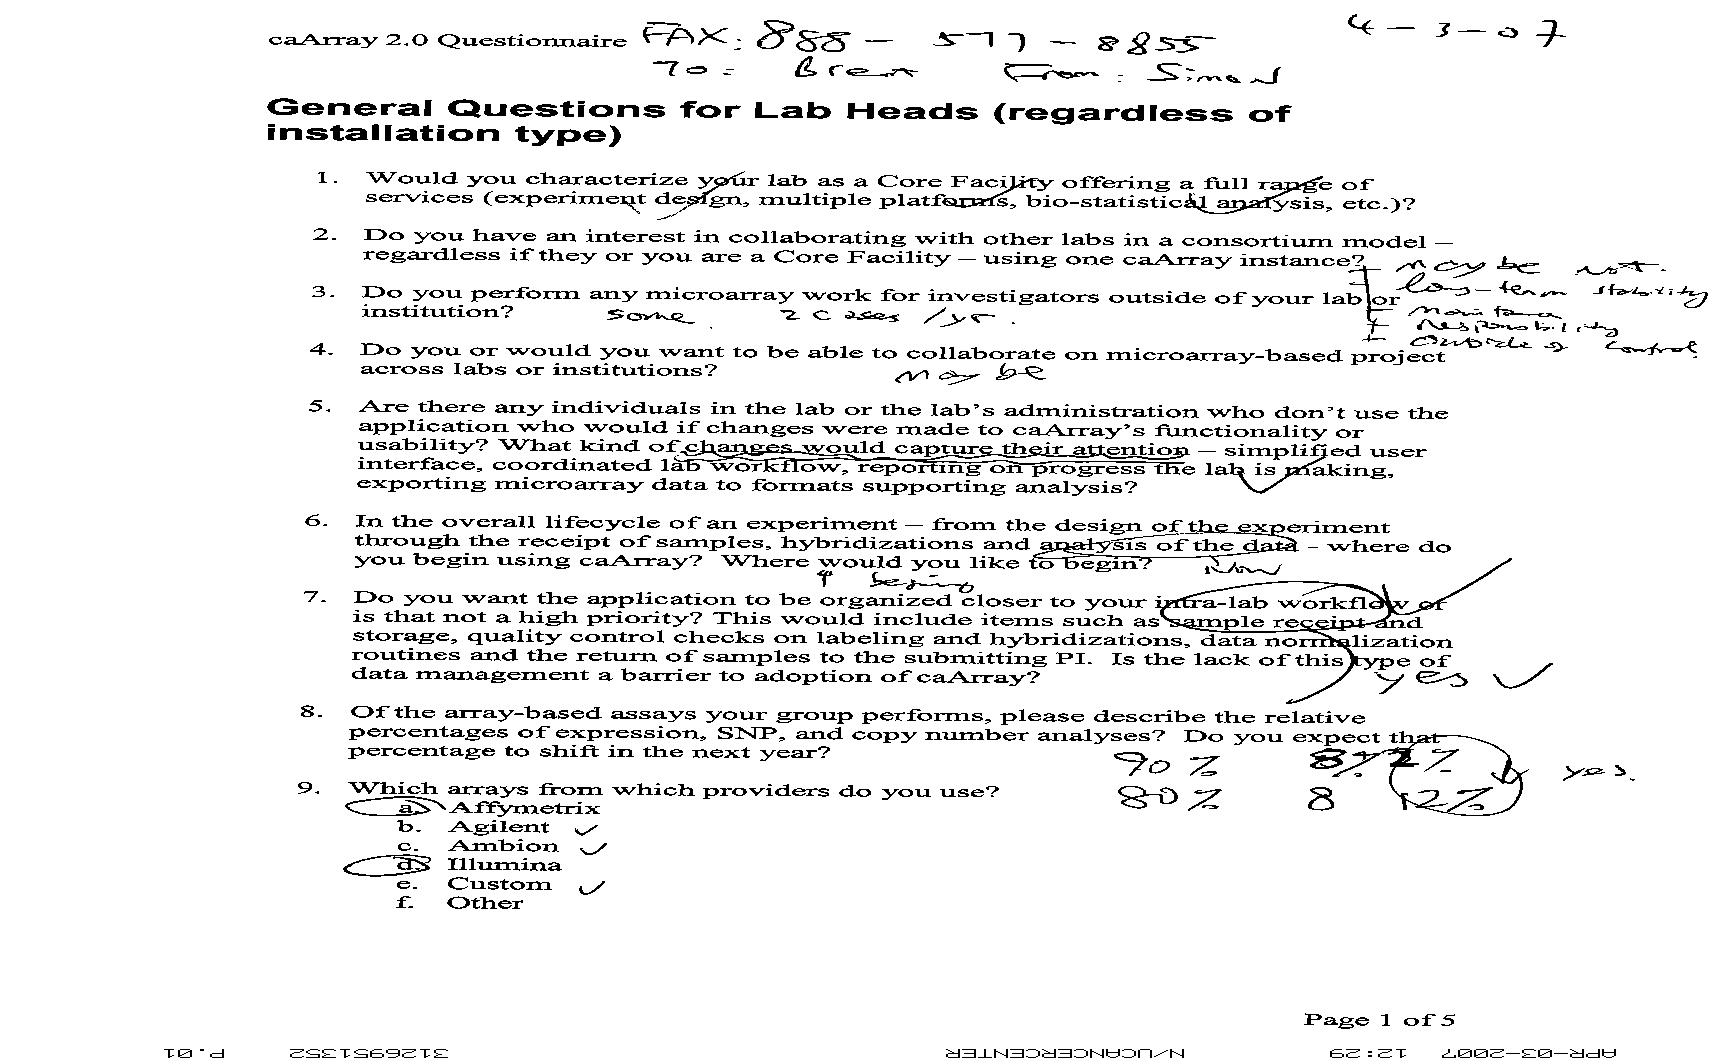 caArray 2.0 Questionnaire FAX: 888 - 577 - 8855 4 - 3 - 07
To: Brent From: Simon
General Questions for Lab Heads (regardless of
installation type)
1. Would you characterize your lab as a Core Facility offering a full range of
services (experiment design, multiple platforms, bio-statistical analysis, etc.)?
2. Do you have an interest in collaborating with other labs in a consortium model –
regardless if they or you are a Core Facility – using one caArray instance? may be not.
long-term stability
3. Do you perform any microarray work for investigators outside of your lab or
institution? some 2 cases / yr.
Responsibility
outside of control
4. Do you or would you want to be able to collaborate on microarray-based project
across labs or institutions? may be
5. Are there any individuals in the lab or the lab's administration who don't use the
application who would if changes were made to caArray's functionality or
usability? What kind of changes would capture their attention – simplified user
interface, coordinated lab workflow, reporting on progress the lab is making,
exporting microarray data to formats supporting analysis?
6. In the overall lifecycle of an experiment – from the design of the experiment
through the receipt of samples, hybridizations and analysis of the data - where do
you begin using caArray? Where would you like to begin? Now
7. Do you want the application to be organized closer to your intra-lab workflow or
is that not a high priority? This would include items such as sample receipt and
storage, quality control checks on labeling and hybridizations, data normalization
routines and the return of samples to the submitting PI. Is the lack of this type of
data management a barrier to adoption of caArray? yes
8. Of the array-based assays your group performs, please describe the relative
percentages of expression, SNP, and copy number analyses? Do you expect that
percentage to shift in the next year? 90% 8% 2% yes.
9. Which arrays from which providers do you use? 80% 8 12%
a. Affymetrix
b. Agilent
c. Ambion
d. Illumina
e. Custom
f. Other
Page 1 of 5
APR-03-2007 12:29 N/UCANCERCENTER 3126951352 P.01